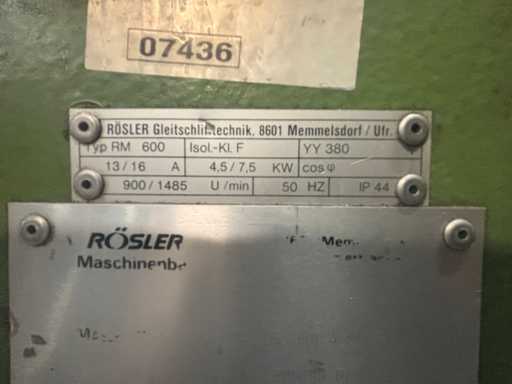 07436
RÖSLER Gleitschlifftechnik, 8601 Memmelsdorf / Ufr.
Typ RM 600 Isol.-Kl. F YY 380 V
13 / 16 A 4,5 / 7,5 KW cos φ
900 / 1485 U / min 50 HZ IP 44
RÖSLER